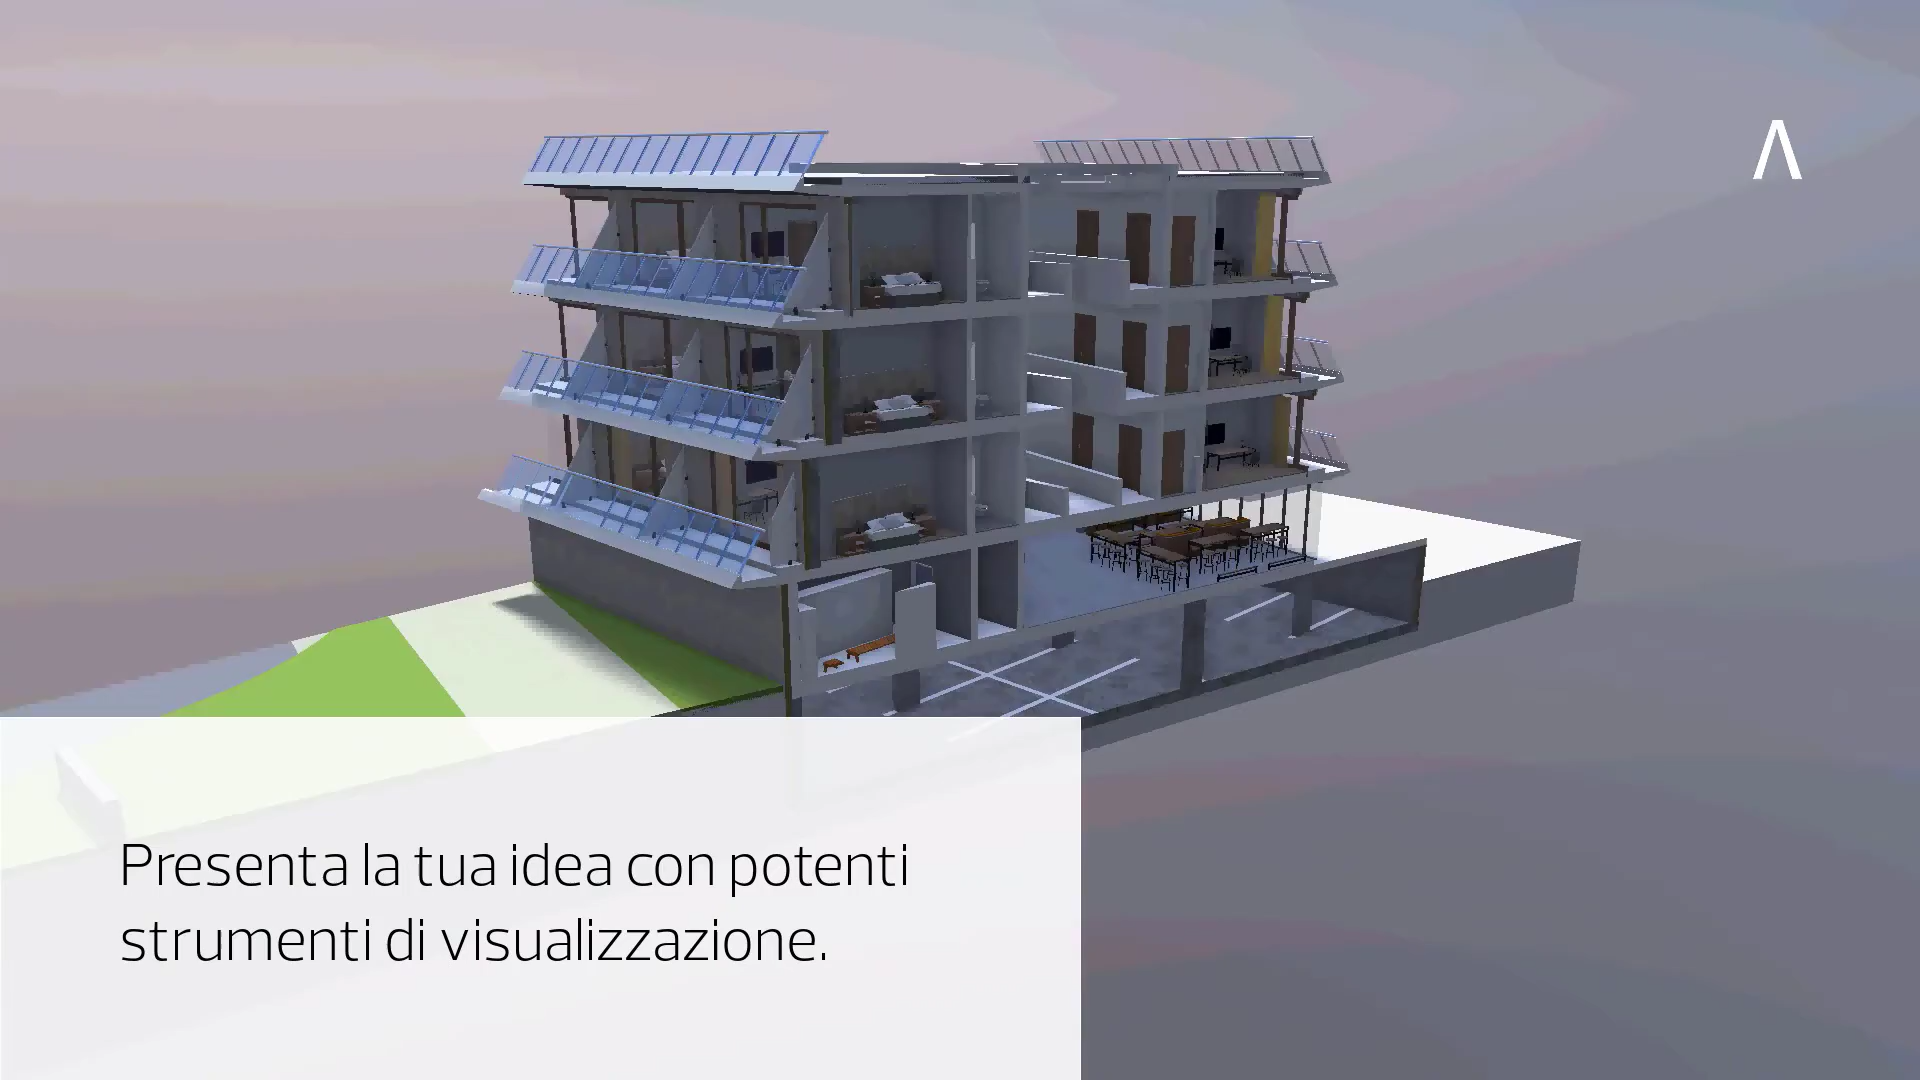 Presenta la tua idea con potenti
strumenti di visualizzazione.